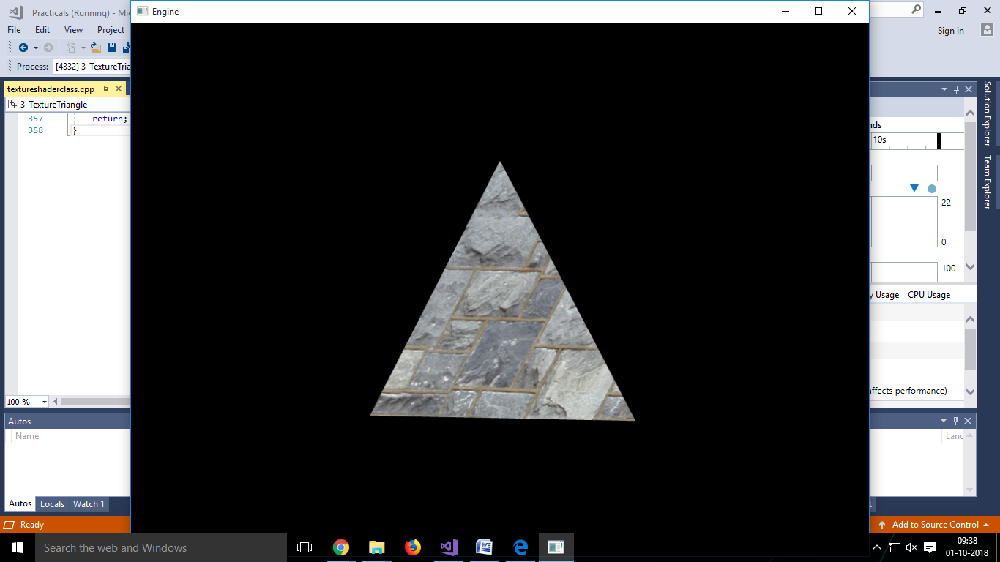 Practicals (Running) - Mic
Engine
File Edit View Project
Sign in
Process: [4332] 3-TextureTria
textureshaderclass.cpp
3-TextureTriangle
357 return;
358 }
nds
10s
22
0
100
y Usage CPU Usage
affects performance)
100 %
Solution Explorer
Team Explorer
Autos
Name
Lang
Autos Locals Watch 1
t
Ready
Add to Source Control
Search the web and Windows
09:38
01-10-2018